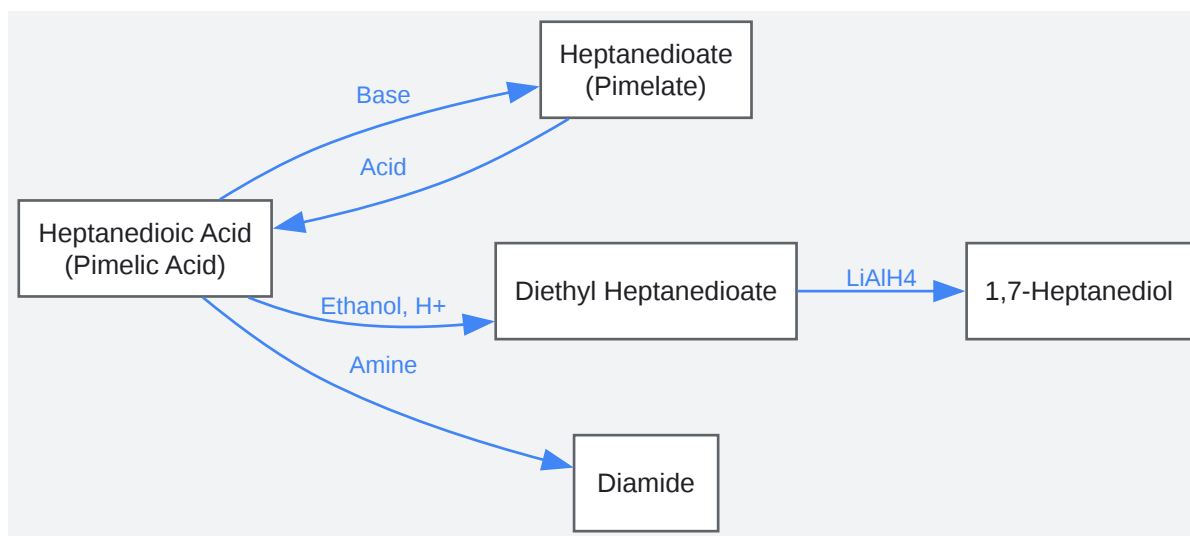 Heptanedioate
(Pimelate)
Base
Acid
Heptanedioic Acid
(Pimelic Acid)
Diethyl Heptanedioate
LiAlH4
1,7-Heptanediol
Ethanol, H+
Amine
Diamide